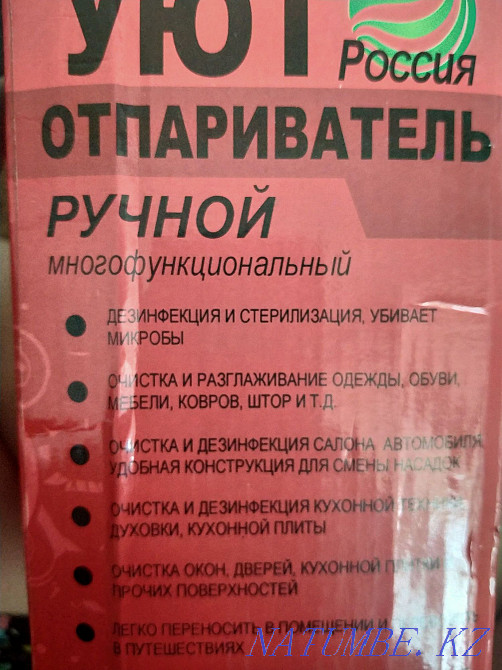 УЮТ
Россия
ОТПАРИВАТЕЛЬ
РУЧНОЙ
многофункциональный
ДЕЗИНФЕКЦИЯ И СТЕРИЛИЗАЦИЯ, УБИВАЕТ
МИКРОБЫ
ОЧИСТКА И РАЗГЛАЖИВАНИЕ ОДЕЖДЫ, ОБУВИ,
МЕБЕЛИ, КОВРОВ, ШТОР И Т.Д.
ОЧИСТКА И ДЕЗИНФЕКЦИЯ САЛОНА АВТОМОБИЛЯ
УДОБНАЯ КОНСТРУКЦИЯ ДЛЯ СМЕНЫ НАСАДОК
ОЧИСТКА И ДЕЗИНФЕКЦИЯ КУХОННОЙ ТЕХНИКИ,
ДУХОВКИ, КУХОННОЙ ПЛИТЫ
ОЧИСТКА ОКОН, ДВЕРЕЙ, КУХОННОЙ ПЛИТКИ
ПРОЧИХ ПОВЕРХНОСТЕЙ
ЛЕГКО ПЕРЕНОСИТЬ В ПОМЕЩЕНИИ И
В ПУТЕШЕСТВИЯХ
NATUMBE.KZ